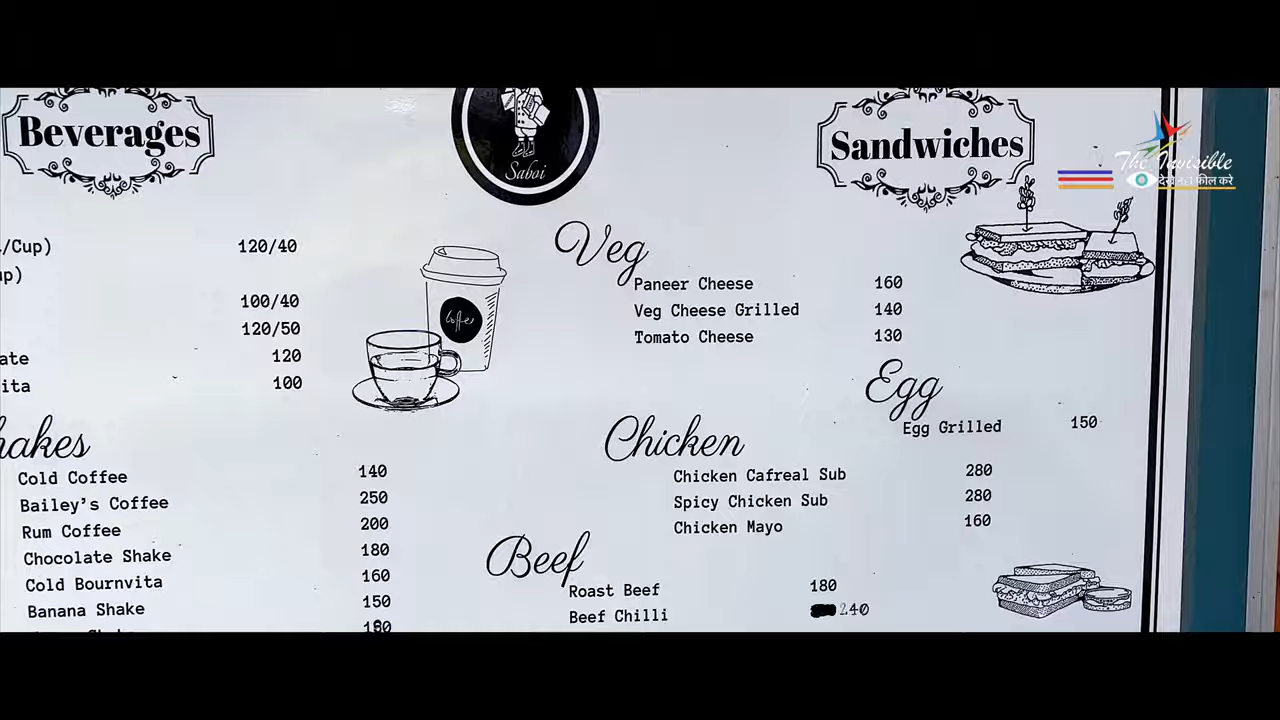 Beverages
/Cup) 120/40
up)
100/40
120/50
ate 120
ita 100
hakes
Cold Coffee 140
Bailey's Coffee 250
Rum Coffee 200
Chocolate Shake 180
Cold Bournvita 160
Banana Shake 150
Saboi
Coffee
Sandwiches
Veg
Paneer Cheese 160
Veg Cheese Grilled 140
Tomato Cheese 130
Egg
Egg Grilled 150
Chicken
Chicken Cafreal Sub 280
Spicy Chicken Sub 280
Chicken Mayo 160
Beef
Roast Beef 180
Beef Chilli 240
The Invisible
देखे नहीं फील करे